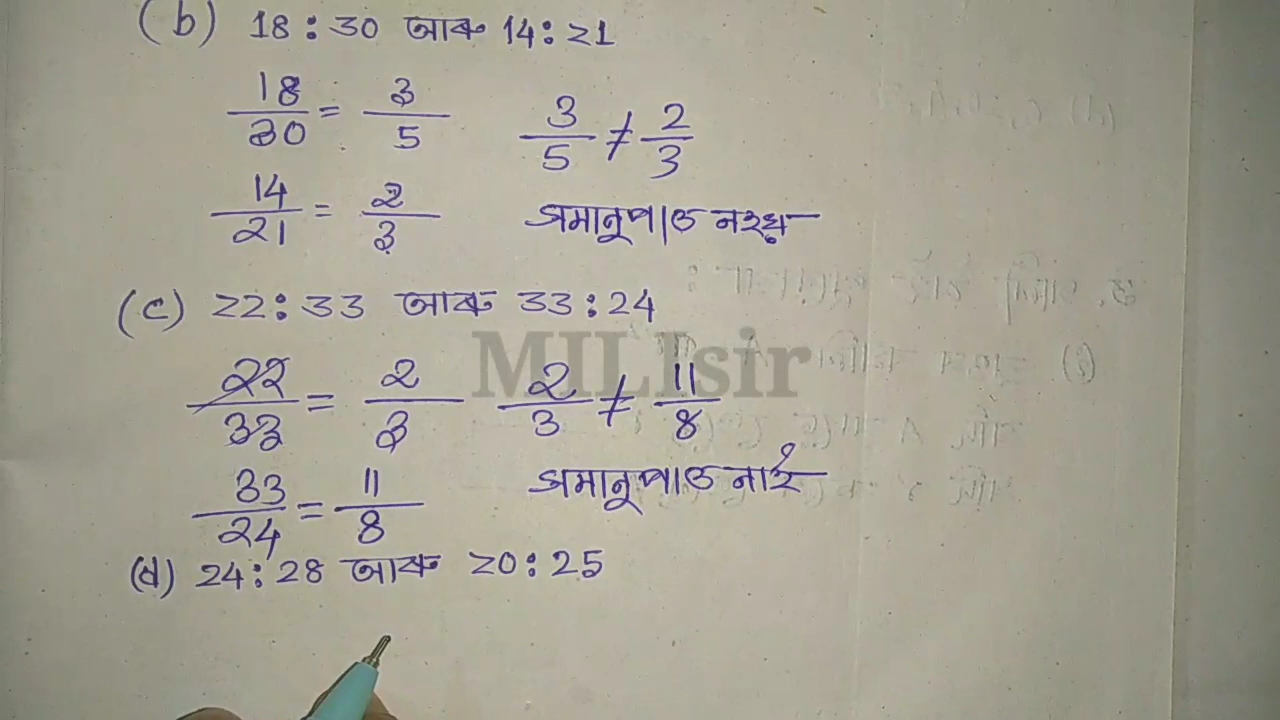 (b) 18:30 আৰু 14:21
18/30 = 3/5 3/5 ≠ 2/3
14/21 = 2/3 সমানুপাত নহয়
(c) 22:33 আৰু 33:24
22/33 = 2/3 2/3 ≠ 11/8
MILIsir
33/24 = 11/8 সমানুপাত নাই
(d) 24:28 আৰু 20:25